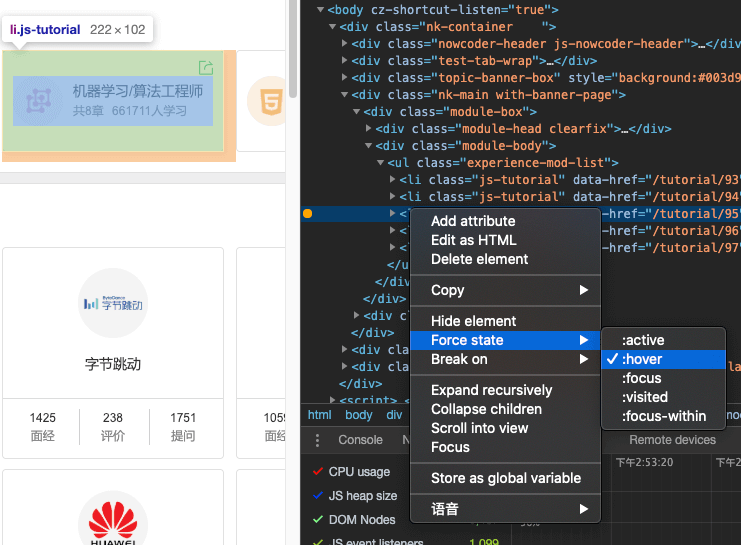 li.js-tutorial 222 × 102
机器学习/算法工程师
共8章 661711人学习
ByteDance
字节跳动
字节跳动
1425
238
1751
1059
面经
评价
提问
面经
HUAWEI
<body cz-shortcut-listen="true">
<div class="nk-container ">
<div class="nowcoder-header js-nowcoder-header">…</div>
<div class="test-tab-wrap">…</div>
<div class="topic-banner-box" style="background:#003d9
<div class="nk-main with-banner-page">
<div class="module-box">
<div class="module-head clearfix">…</div>
<div class="module-body">
<ul class="experience-mod-list">
<li class="js-tutorial" data-href="/tutorial/93
<li class="js-tutorial" data-href="/tutorial/94
-href="/tutorial/95
-href="/tutorial/96
-href="/tutorial/97
</u
</di
</div>
<div c
</div>
<div cla
<div cla
</div>
<script>
html body div
Add attribute
Edit as HTML
Delete element
Copy
Hide element
Force state
Break on
Expand recursively
Collapse children
Scroll into view
Focus
Store as global variable
语音
:active
:hover
:focus
:visited
:focus-within
Console
Remote devices
CPU usage
JS heap size
DOM Nodes
JS event listeners 1,099
下午2:53:20
下午2